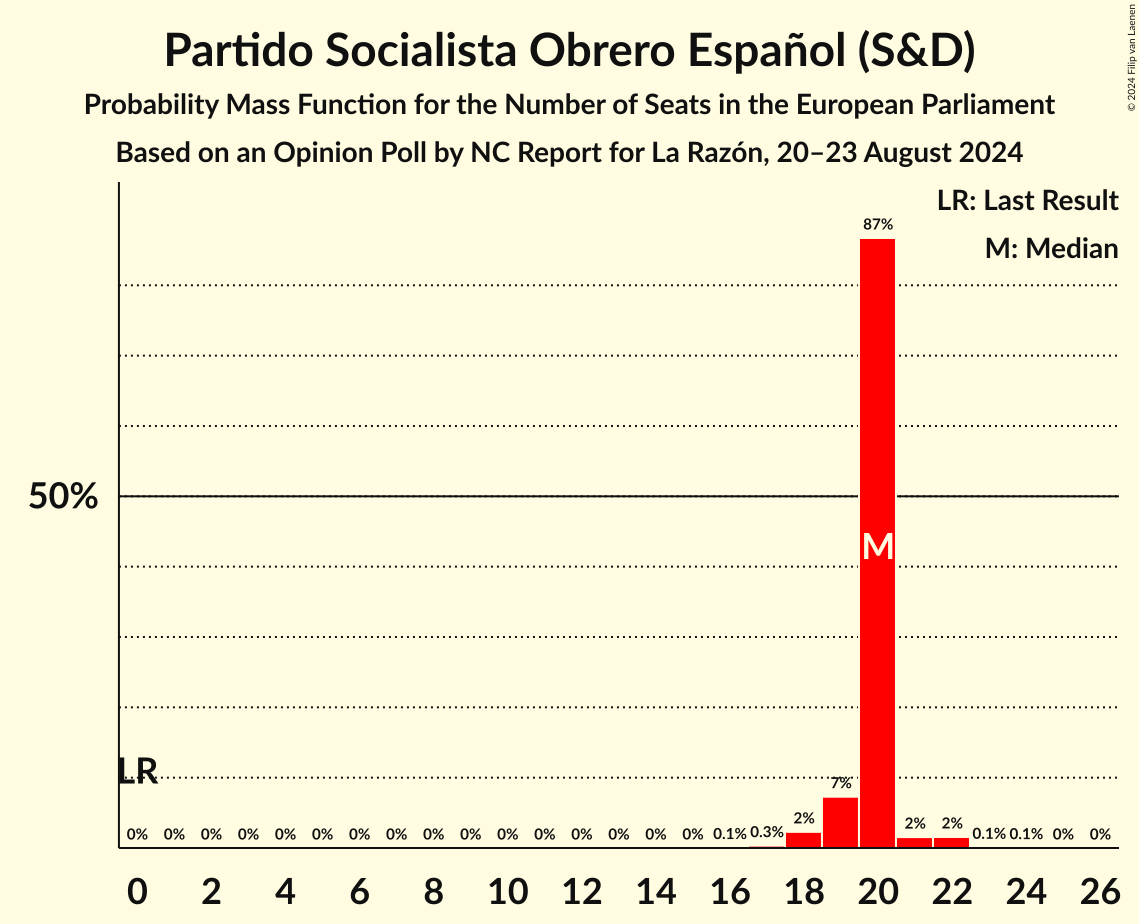 Partido Socialista Obrero Español (S&D)
Probability Mass Function for the Number of Seats in the European Parliament
Based on an Opinion Poll by NC Report for La Razón, 20–23 August 2024
© 2024 Filip van Laenen
LR: Last Result
M: Median
87%
50%
M
LR
7%
2%
2% 2%
0% 0% 0% 0% 0% 0% 0% 0% 0% 0% 0% 0% 0% 0% 0% 0% 0.1% 0.3% 0.1% 0.1% 0% 0%
0 2 4 6 8 10 12 14 16 18 20 22 24 26